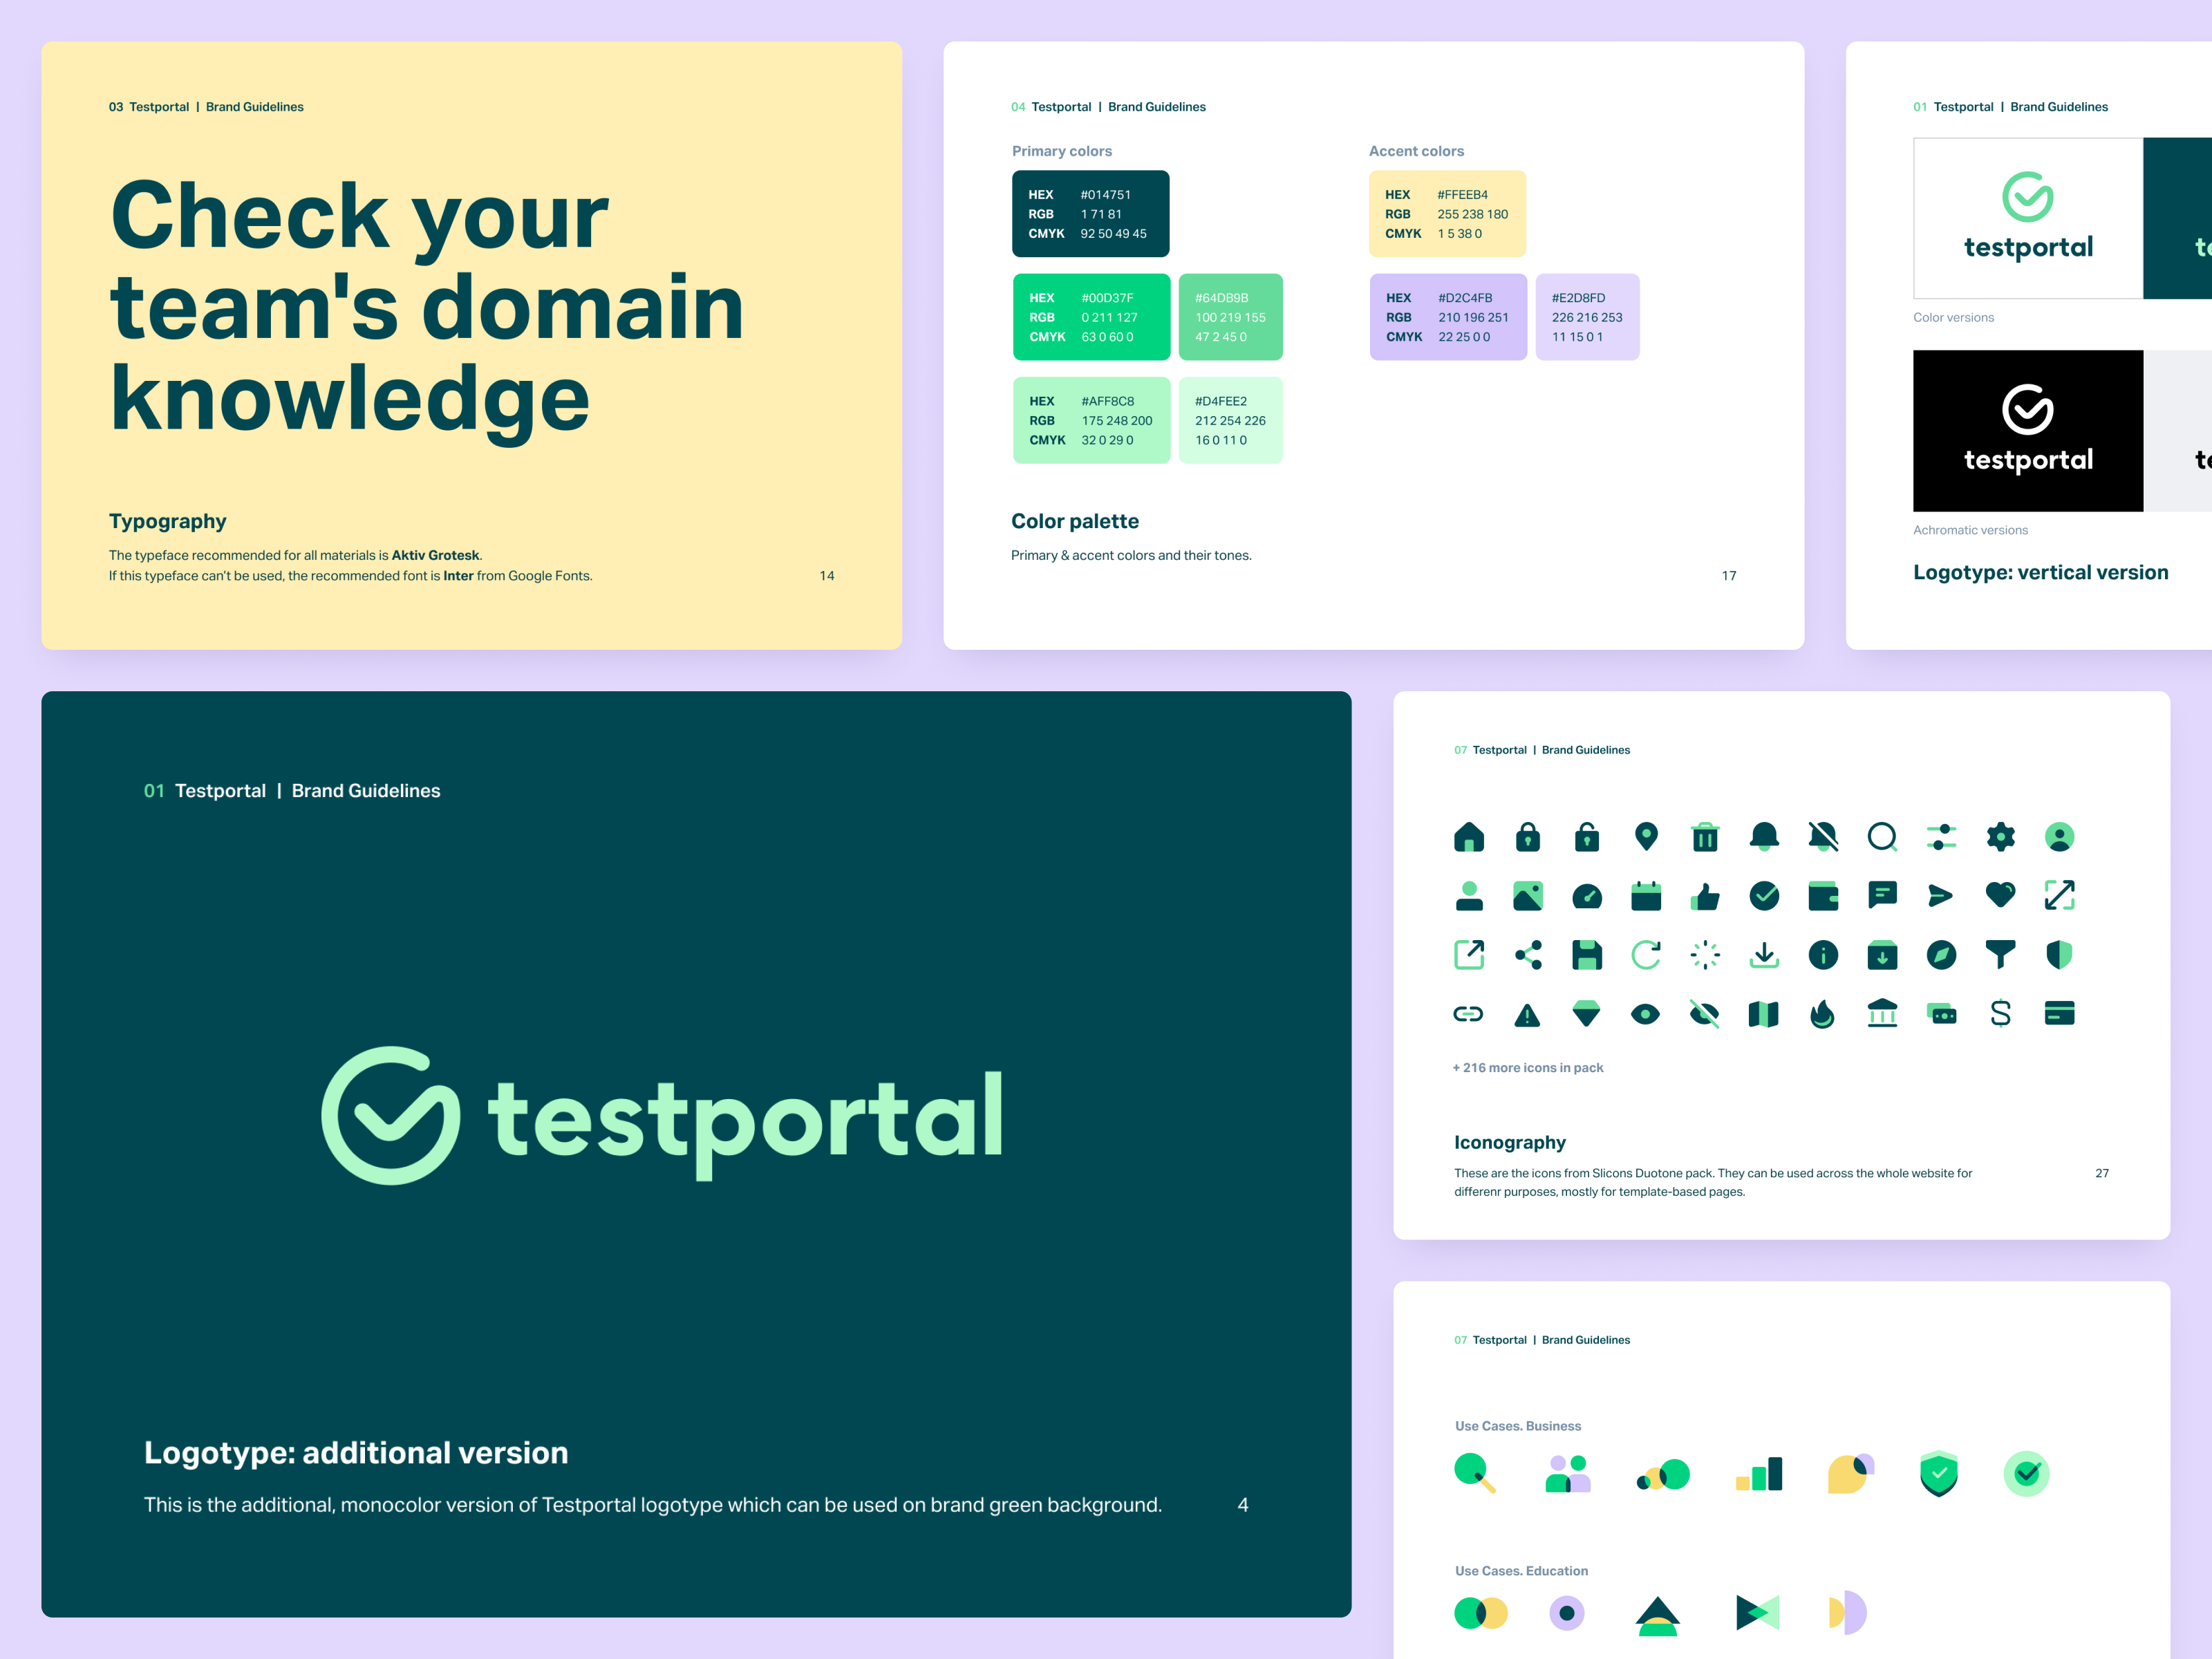 03 Testportal | Brand Guidelines
Check your
team's domain
knowledge
Typography
The typeface recommended for all materials is Aktiv Grotesk.
If this typeface can't be used, the recommended font is Inter from Google Fonts.
14
04 Testportal | Brand Guidelines
Primary colors
HEX #014751
RGB 1 71 81
CMYK 92 50 49 45
HEX #00D37F
RGB 0 211 127
CMYK 63 0 60 0
#64DB9B
100 219 155
47 2 45 0
HEX #AFF8C8
RGB 175 248 200
CMYK 32 0 29 0
#D4FEE2
212 254 226
16 0 11 0
Accent colors
HEX #FFEEB4
RGB 255 238 180
CMYK 1 5 38 0
HEX #D2C4FB
RGB 210 196 251
CMYK 22 25 0 0
#E2D8FD
226 216 253
11 15 0 1
Color palette
Primary & accent colors and their tones.
17
01 Testportal | Brand Guidelines
testportal
te
Color versions
testportal
te
Achromatic versions
Logotype: vertical version
01 Testportal | Brand Guidelines
testportal
Logotype: additional version
This is the additional, monocolor version of Testportal logotype which can be used on brand green background.
4
07 Testportal | Brand Guidelines
+ 216 more icons in pack
Iconography
These are the icons from Slicons Duotone pack. They can be used across the whole website for
differenr purposes, mostly for template-based pages.
27
07 Testportal | Brand Guidelines
Use Cases. Business
Use Cases. Education